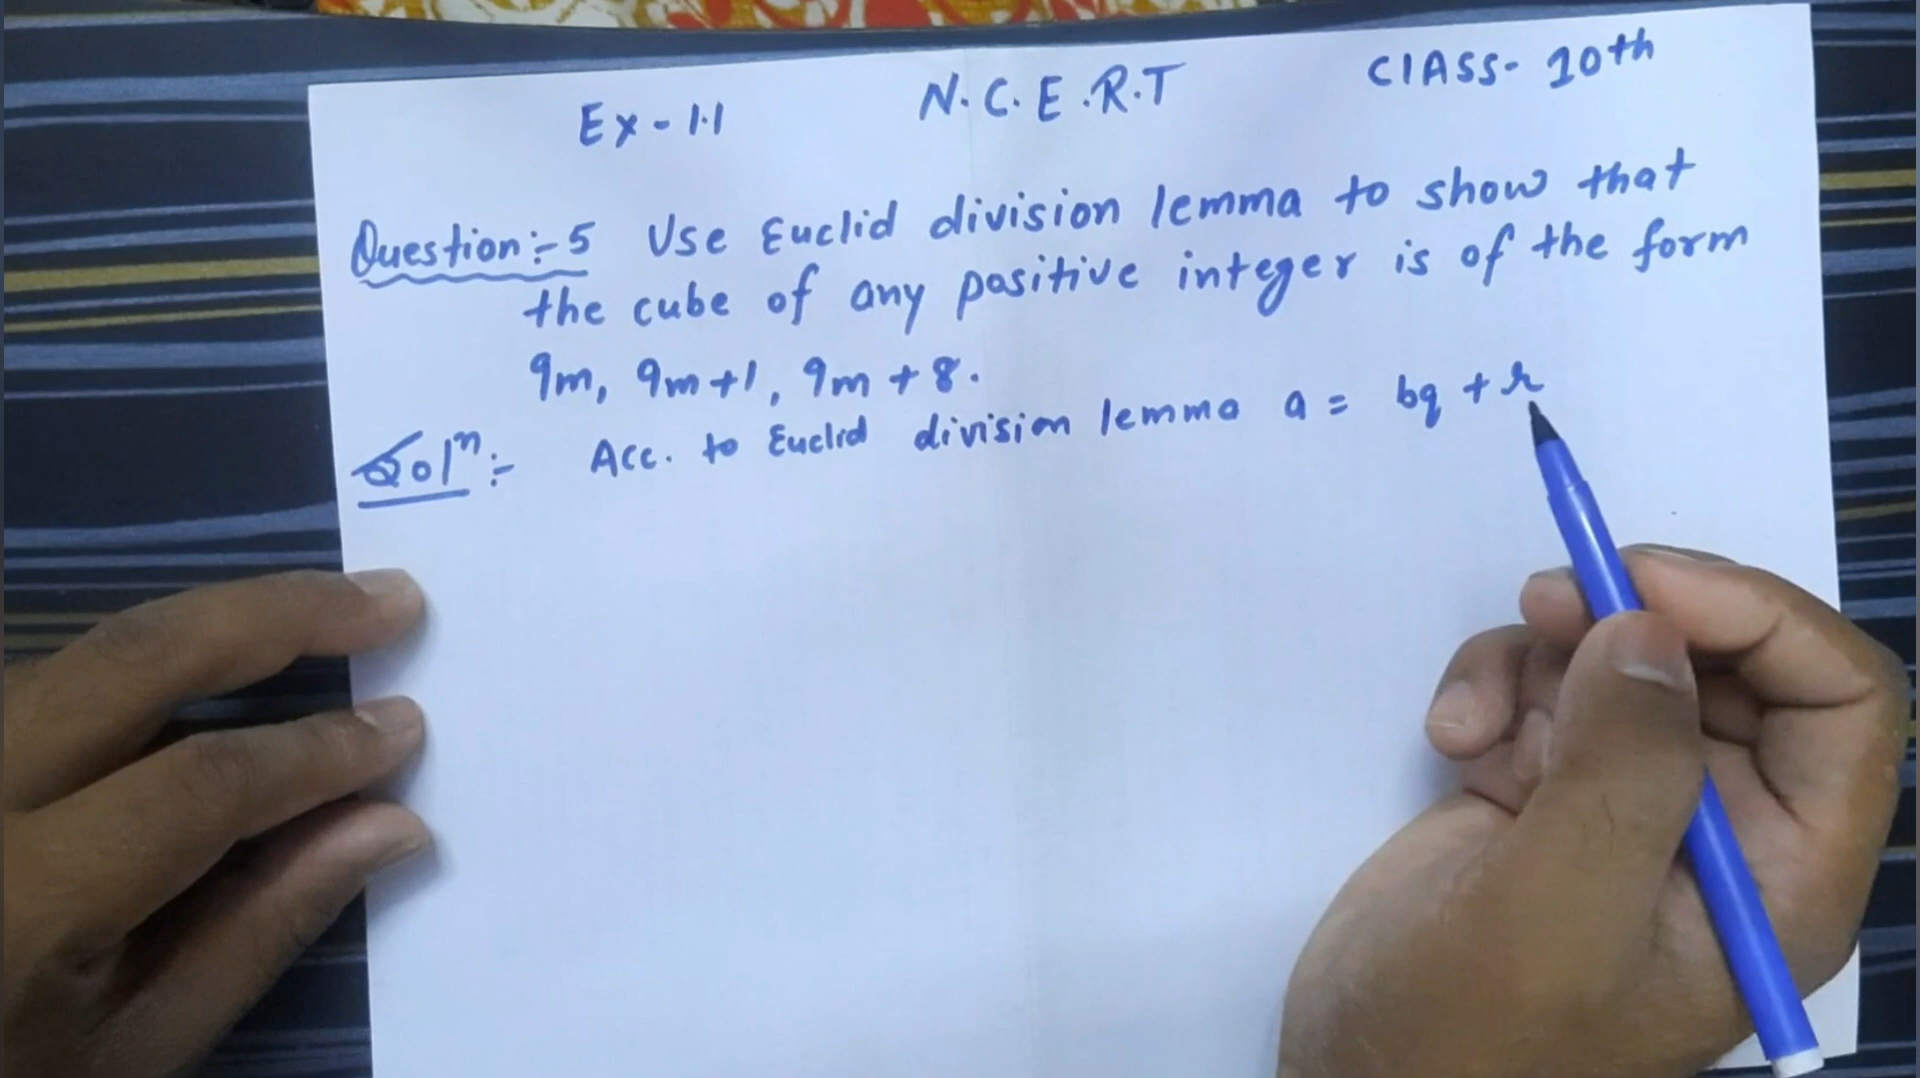 Ex - 1.1 N.C.E.R.T ClASS- 10th
Question:- 5 Use Euclid division lemma to show that
the cube of any positive integer is of the form
9m, 9m+1, 9m + 8.
Solⁿ:- Acc. to Euclid division lemma a = bq + r